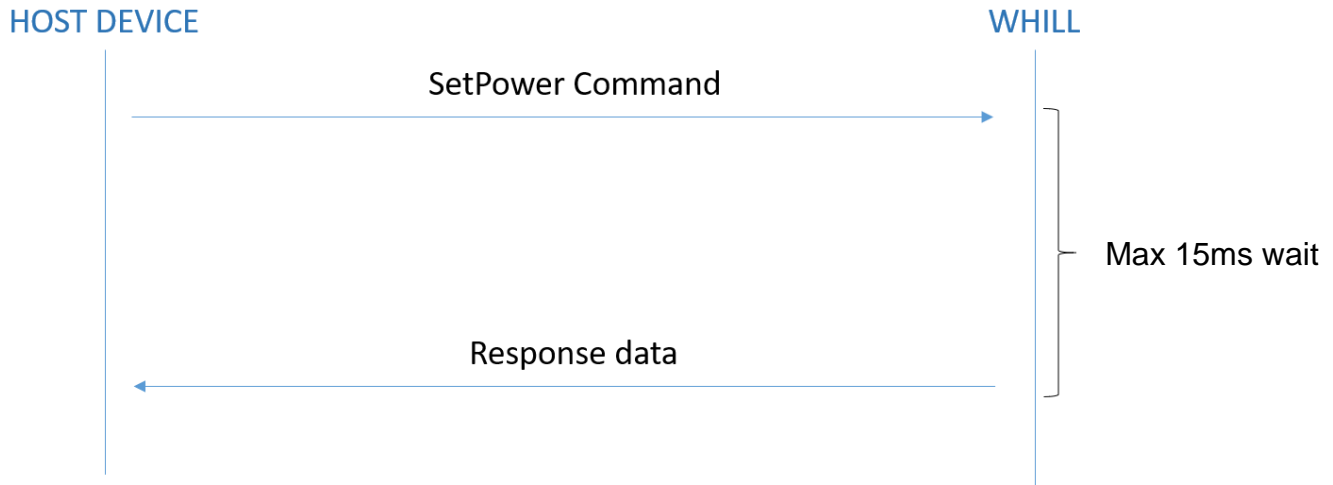 HOST DEVICE
WHILL
SetPower Command
Max 15ms wait
Response data